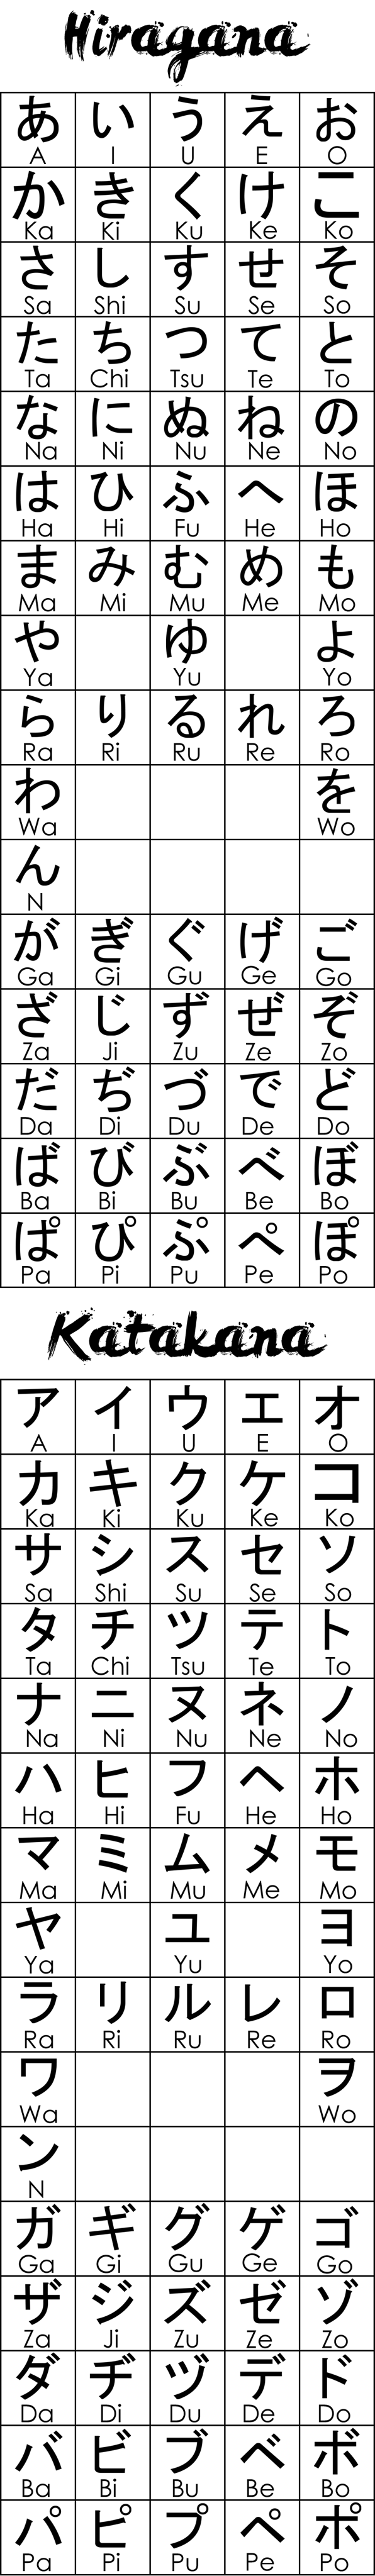 Hiragana
あ い う え お
A I U E O
か き く け こ
Ka Ki Ku Ke Ko
さ し す せ そ
Sa Shi Su Se So
た ち つ て と
Ta Chi Tsu Te To
な に ぬ ね の
Na Ni Nu Ne No
は ひ ふ へ ほ
Ha Hi Fu He Ho
ま み む め も
Ma Mi Mu Me Mo
や ゆ よ
Ya Yu Yo
ら り る れ ろ
Ra Ri Ru Re Ro
わ を
Wa Wo
ん
N
が ぎ ぐ げ ご
Ga Gi Gu Ge Go
ざ じ ず ぜ ぞ
Za Ji Zu Ze Zo
だ ぢ づ で ど
Da Di Du De Do
ば び ぶ べ ぼ
Ba Bi Bu Be Bo
ぱ ぴ ぷ ぺ ぽ
Pa Pi Pu Pe Po
Katakana
ア イ ウ エ オ
A I U E O
カ キ ク ケ コ
Ka Ki Ku Ke Ko
サ シ ス セ ソ
Sa Shi Su Se So
タ チ ツ テ ト
Ta Chi Tsu Te To
ナ ニ ヌ ネ ノ
Na Ni Nu Ne No
ハ ヒ フ ヘ ホ
Ha Hi Fu He Ho
マ ミ ム メ モ
Ma Mi Mu Me Mo
ヤ ユ ヨ
Ya Yu Yo
ラ リ ル レ ロ
Ra Ri Ru Re Ro
ワ ヲ
Wa Wo
ン
N
ガ ギ グ ゲ ゴ
Ga Gi Gu Ge Go
ザ ジ ズ ゼ ゾ
Za Ji Zu Ze Zo
ダ ヂ ヅ デ ド
Da Di Du De Do
バ ビ ブ ベ ボ
Ba Bi Bu Be Bo
パ ピ プ ペ ポ
Pa Pi Pu Pe Po